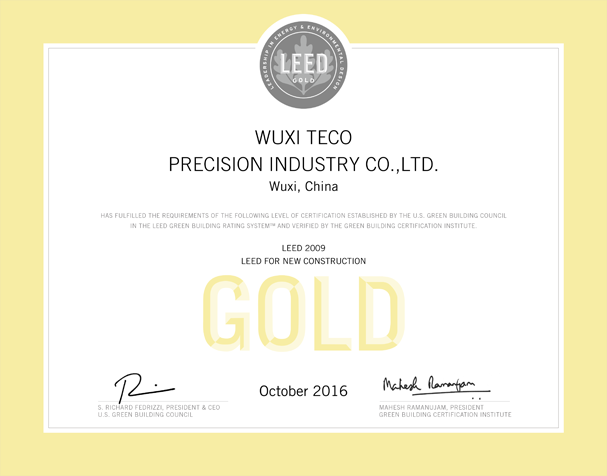 LEADERSHIP IN ENERGY & ENVIRONMENTAL DESIGN
LEED
GOLD
WUXI TECO
PRECISION INDUSTRY CO.,LTD.
Wuxi, China
HAS FULFILLED THE REQUIREMENTS OF THE FOLLOWING LEVEL OF CERTIFICATION ESTABLISHED BY THE U.S. GREEN BUILDING COUNCIL
IN THE LEED GREEN BUILDING RATING SYSTEM™ AND VERIFIED BY THE GREEN BUILDING CERTIFICATION INSTITUTE.
LEED 2009
LEED FOR NEW CONSTRUCTION
GOLD
October 2016
Mahesh Ramanujam
S. RICHARD FEDRIZZI, PRESIDENT & CEO
U.S. GREEN BUILDING COUNCIL
MAHESH RAMANUJAM, PRESIDENT
GREEN BUILDING CERTIFICATION INSTITUTE